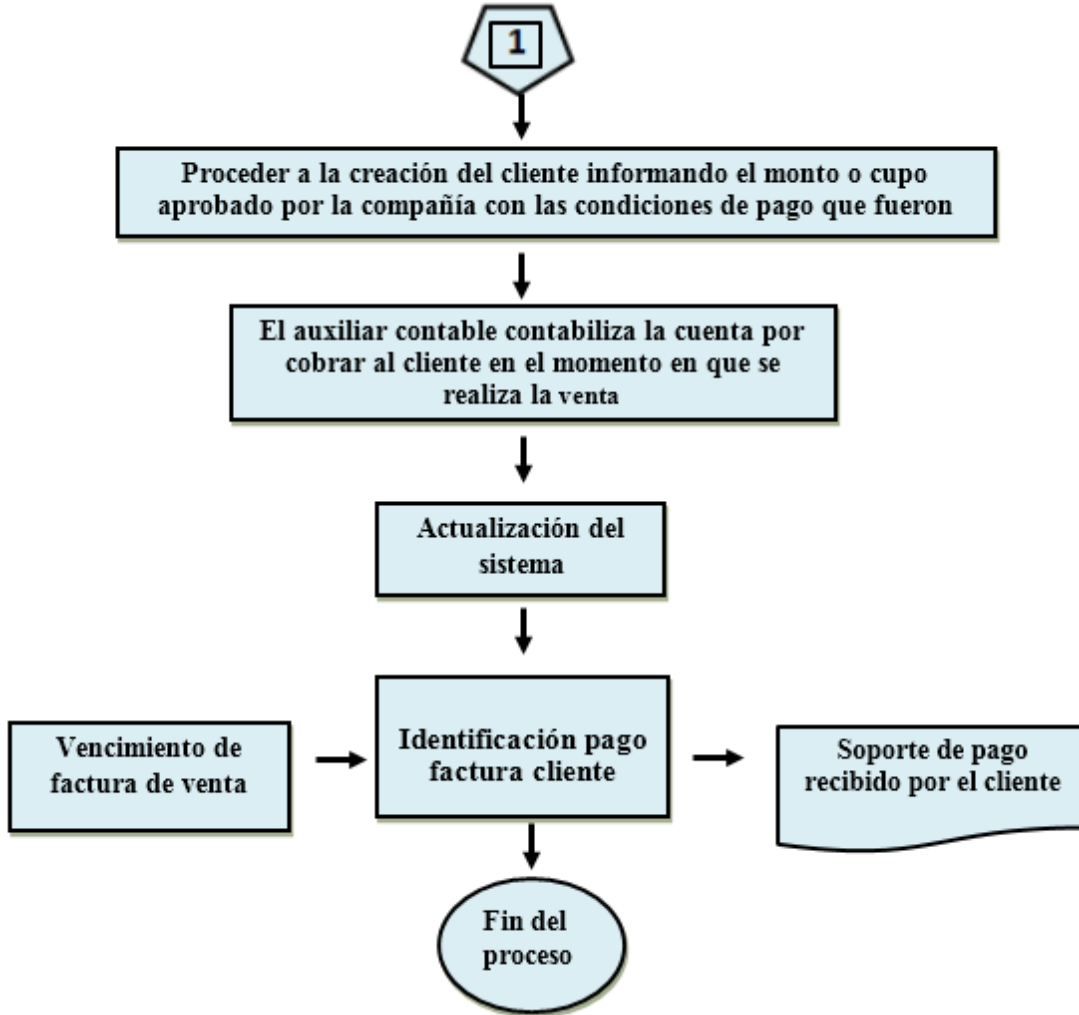 1
Proceder a la creación del cliente informando el monto o cupo
aprobado por la compañía con las condiciones de pago que fueron
El auxiliar contable contabiliza la cuenta por
cobrar al cliente en el momento en que se
realiza la venta
Actualización del
sistema
Vencimiento de
factura de venta
Identificación pago
factura cliente
Soporte de pago
recibido por el cliente
Fin del
proceso